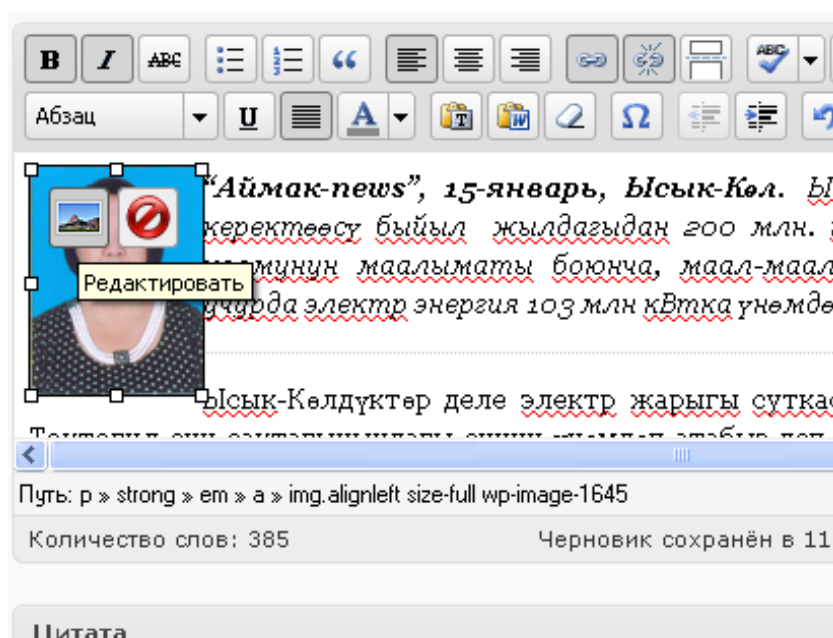 B I ABC ABC
Абзац U A T W Ω
“Аймак-news”, 15-январь, Ысык-Көл. Ы
керектөөсү быйыл жылдагыдан 200 млн.
маалыматы боюнча, маал-маал
Редактировать
учурда электр энергия 103 млн кВтка үнөмдө
Ысык-Көлдүктөр деле электр жарыгы сутка
Путь: p » strong » em » a » img.alignleft size-full wp-image-1645
Количество слов: 385 Черновик сохранён в 11
Цитата